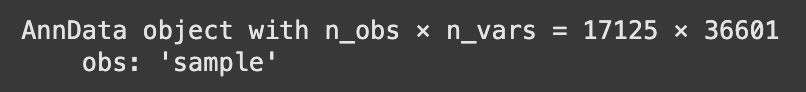 AnnData object with n_obs × n_vars = 17125 × 36601
    obs: 'sample'